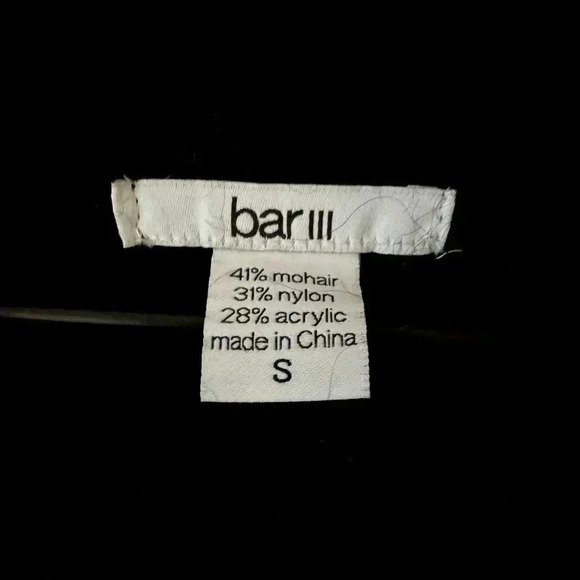 bar III
41% mohair
31% nylon
28% acrylic
made in China
S